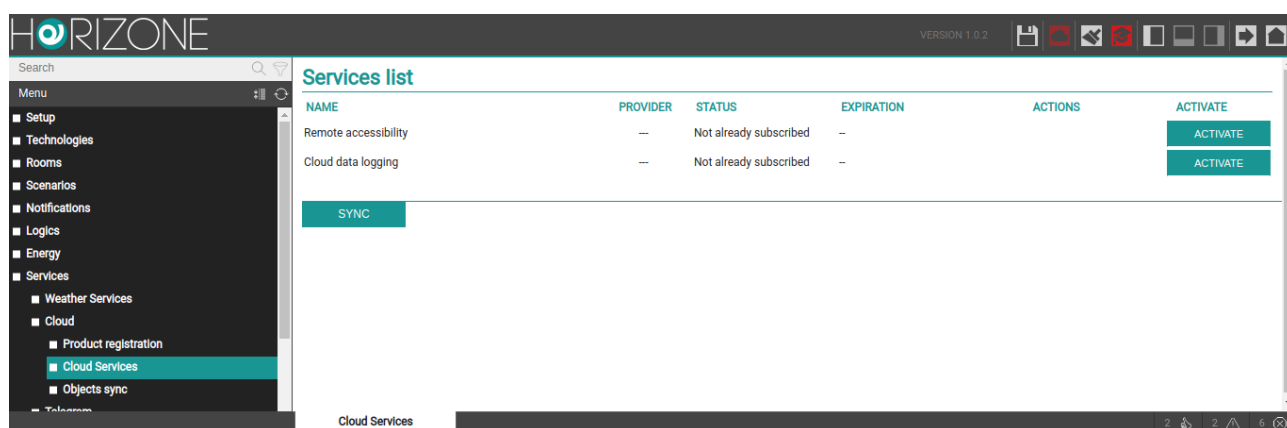 HORIZONE
VERSION 1.0.2
Search
Menu
Setup
Technologies
Rooms
Scenarios
Notifications
Logics
Energy
Services
Weather Services
Cloud
Product registration
Cloud Services
Objects sync
Telegram
Services list
NAME PROVIDER STATUS EXPIRATION ACTIONS ACTIVATE
Remote accessibility --- Not already subscribed -- ACTIVATE
Cloud data logging --- Not already subscribed -- ACTIVATE
SYNC
Cloud Services
2 2 6